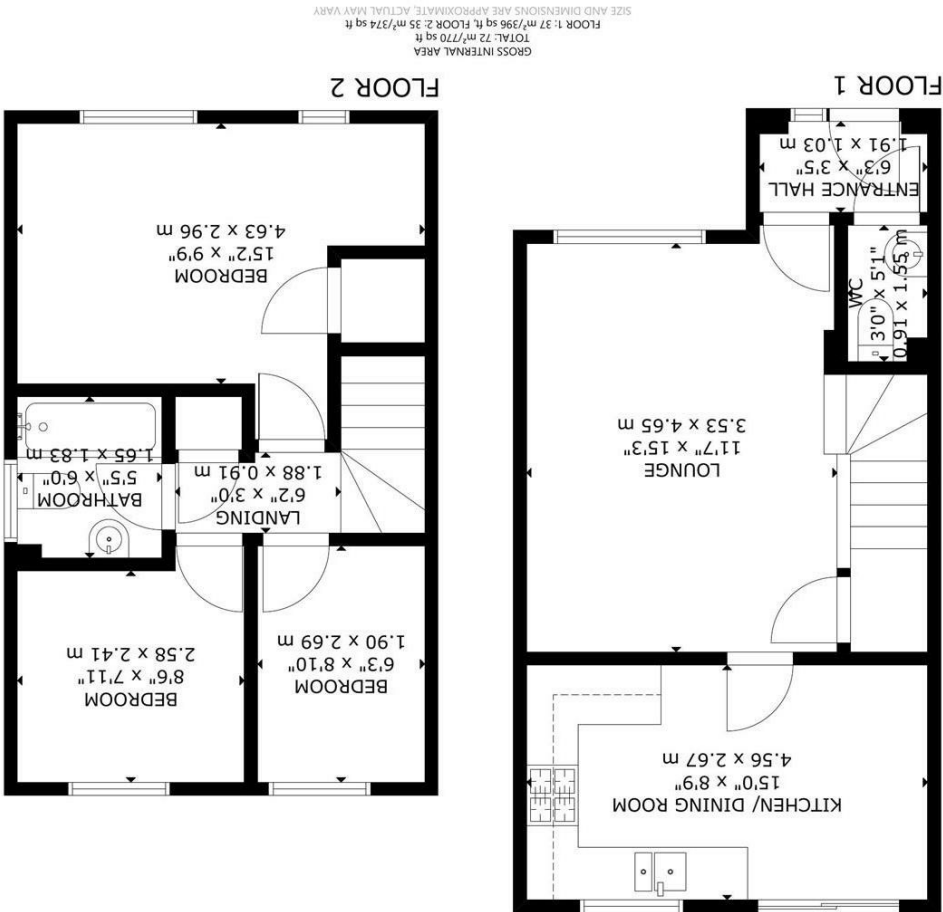 FLOOR 1
FLOOR 2
KITCHEN/ DINING ROOM
15'0" x 8'9"
4.56 x 2.67 m
LOUNGE
11'7" x 15'3"
3.53 x 4.65 m
WC
3'0" x 5'1"
0.91 x 1.55 m
ENTRANCE HALL
6'3" x 3'5"
1.91 x 1.03 m
BEDROOM
6'3" x 8'10"
1.90 x 2.69 m
BEDROOM
8'6" x 7'11"
2.58 x 2.41 m
LANDING
6'2" x 3'0"
1.88 x 0.91 m
BATHROOM
5'5" x 6'0"
1.65 x 1.83 m
BEDROOM
15'2" x 9'9"
4.63 x 2.96 m
GROSS INTERNAL AREA
TOTAL: 72 m²/770 sq ft
FLOOR 1: 37 m²/396 sq ft, FLOOR 2: 35 m²/374 sq ft
SIZE AND DIMENSIONS ARE APPROXIMATE, ACTUAL MAY VARY